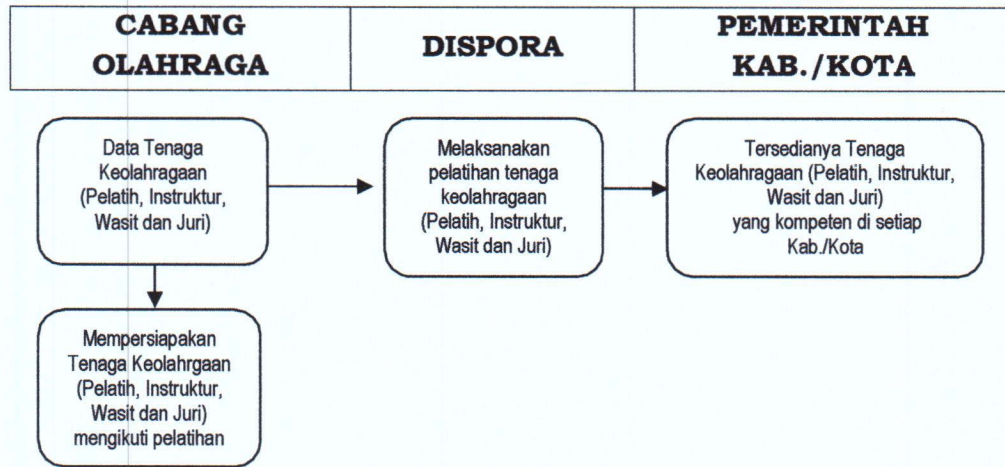 CABANG
OLAHRAGA
DISPORA
PEMERINTAH
KAB./KOTA
Data Tenaga
Keolahragaan
(Pelatih, Instruktur,
Wasit dan Juri)
Melaksanakan
pelatihan tenaga
keolahragaan
(Pelatih, Instruktur,
Wasit dan Juri)
Tersedianya Tenaga
Keolahragaan (Pelatih, Instruktur,
Wasit dan Juri)
yang kompeten di setiap
Kab./Kota
Mempersiapakan
Tenaga Keolahrgaan
(Pelatih, Instruktur,
Wasit dan Juri)
mengikuti pelatihan